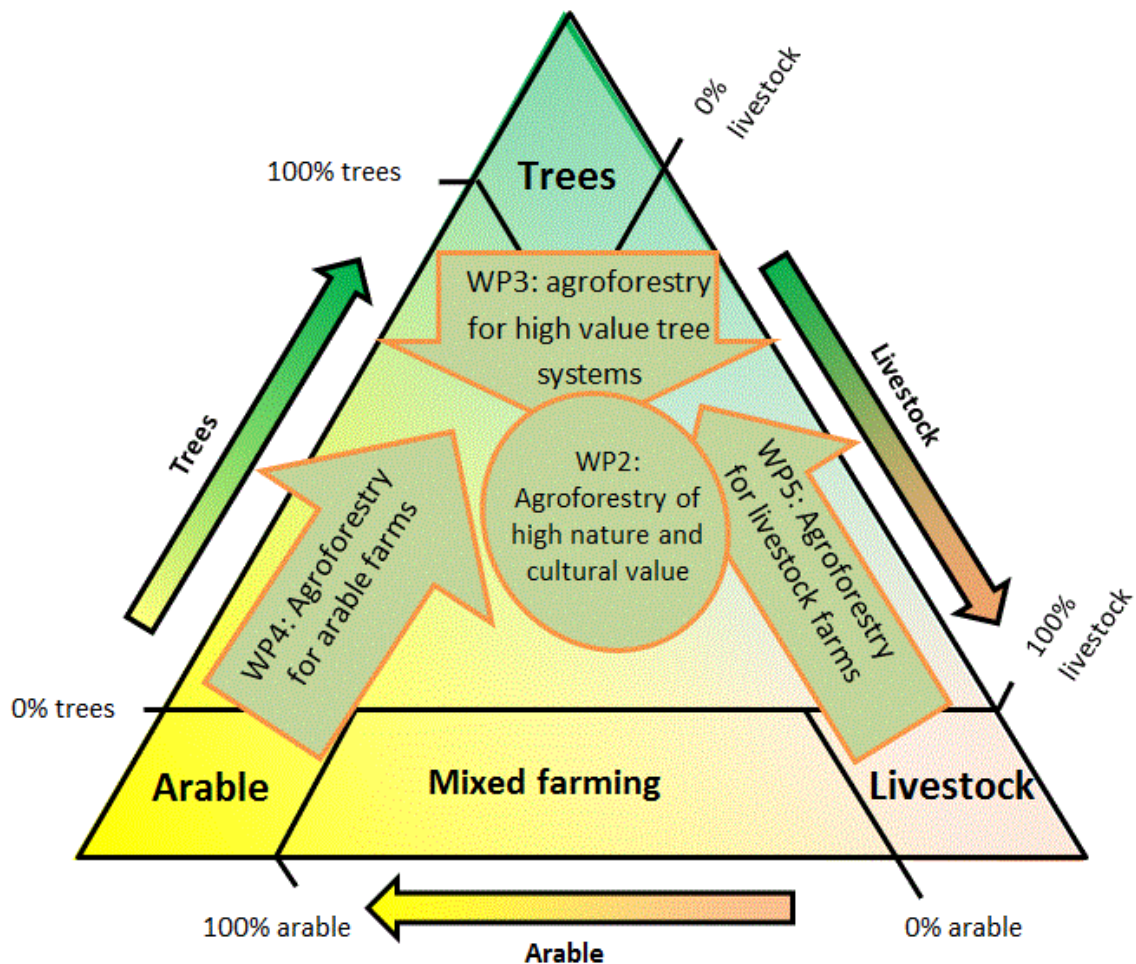 0%
livestock
100% trees
Trees
WP3: agroforestry
for high value tree
systems
Trees
Livestock
WP2:
Agroforestry of
high nature and
cultural value
WP4: Agroforestry
for arable farms
WP5: Agroforestry
for livestock farms
100%
livestock
0% trees
Arable
Mixed farming
Livestock
100% arable
Arable
0% arable